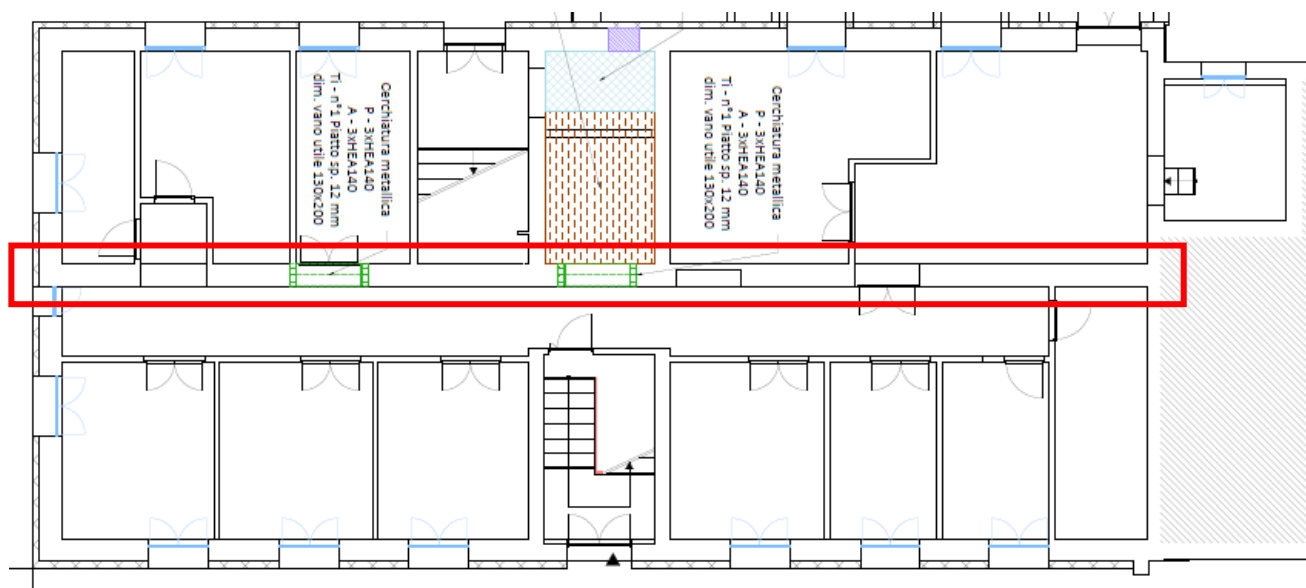 Cerchiatura metallica
P - 3xHEA140
A - 3xHEA140
Ti - n°1 Piatto sp. 12 mm
dim. vano utile 130x200
Cerchiatura metallica
P - 3xHEA140
A - 3xHEA140
Ti - n°1 Piatto sp. 12 mm
dim. vano utile 130x200